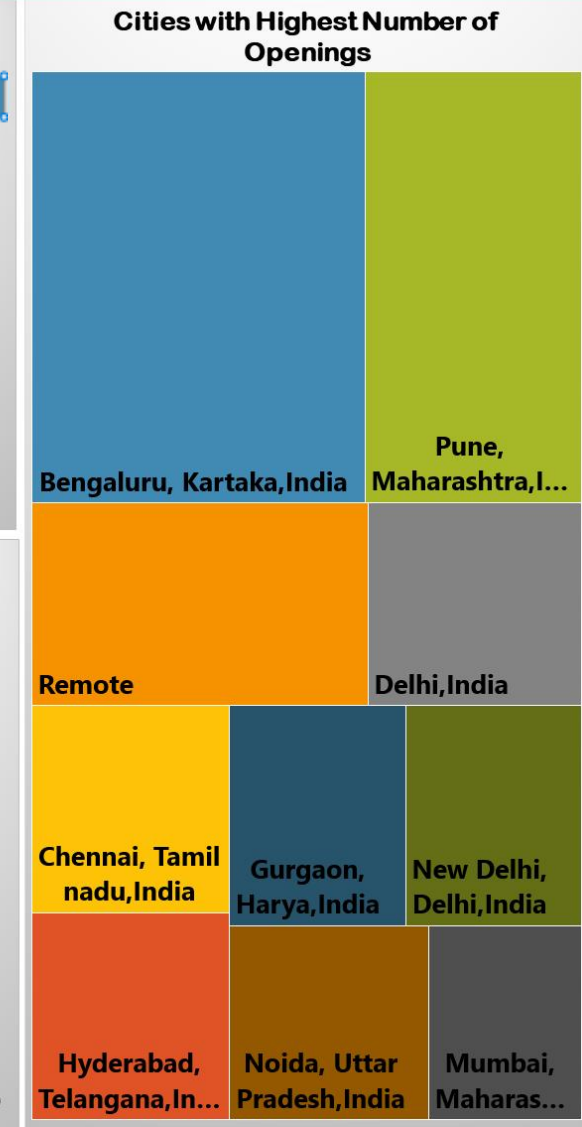 Cities with Highest Number of
Openings
Bengaluru, Kartaka,India
Pune,
Maharashtra,I...
Remote
Delhi,India
Chennai, Tamil
nadu,India
Gurgaon,
Harya,India
New Delhi,
Delhi,India
Hyderabad,
Telangana,In...
Noida, Uttar
Pradesh,India
Mumbai,
Maharas...